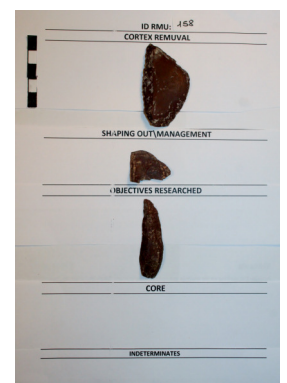 ID RMU: 158
CORTEX REMUVAL
SHAPING OUT\MANAGEMENT
OBJECTIVES RESEARCHED
CORE
INDETERMINATES